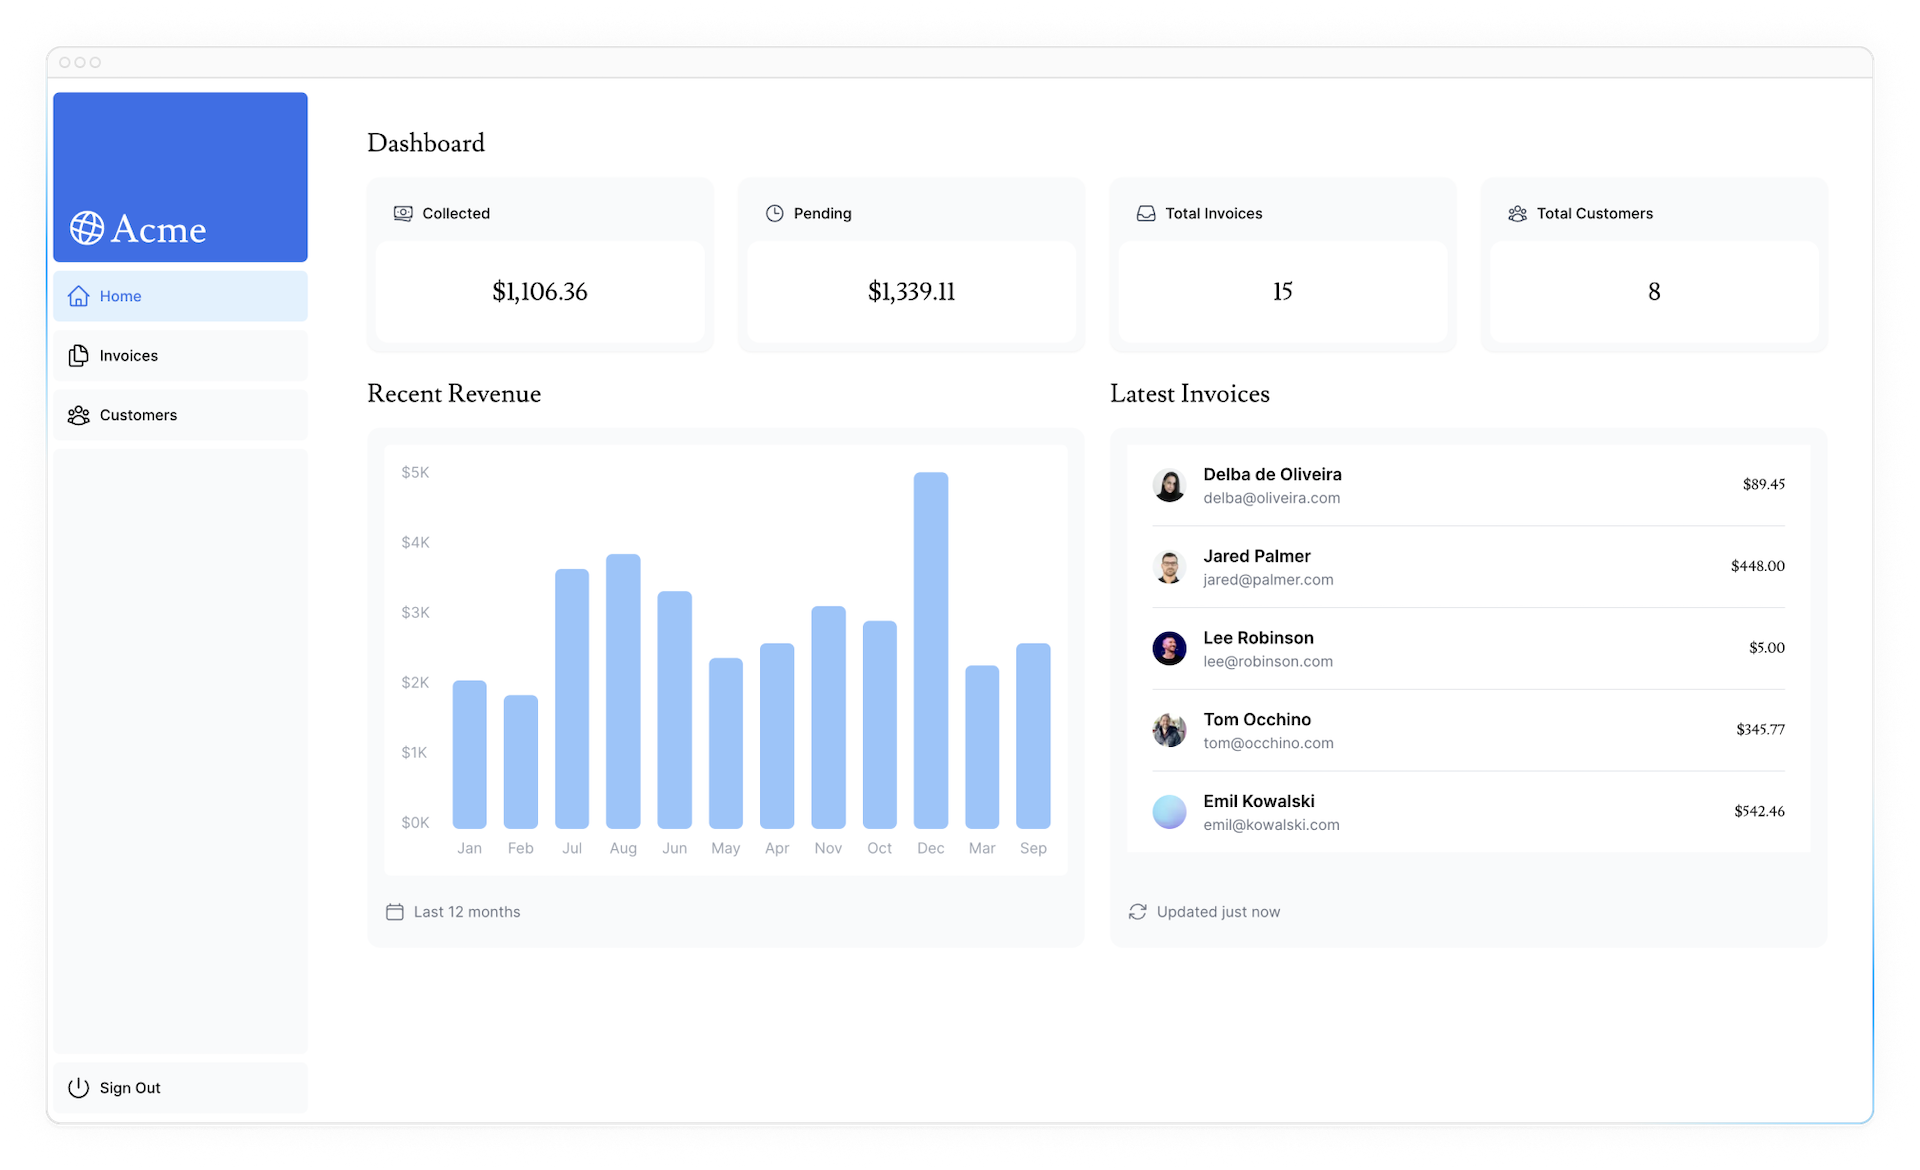 Acme
Home
Invoices
Customers
Sign Out
Dashboard
Collected
$1,106.36
Pending
$1,339.11
Total Invoices
15
Total Customers
8
Recent Revenue
$5K
$4K
$3K
$2K
$1K
$0K
Jan Feb Jul Aug Jun May Apr Nov Oct Dec Mar Sep
Last 12 months
Latest Invoices
Delba de Oliveira
delba@oliveira.com
$89.45
Jared Palmer
jared@palmer.com
$448.00
Lee Robinson
lee@robinson.com
$5.00
Tom Occhino
tom@occhino.com
$345.77
Emil Kowalski
emil@kowalski.com
$542.46
Updated just now